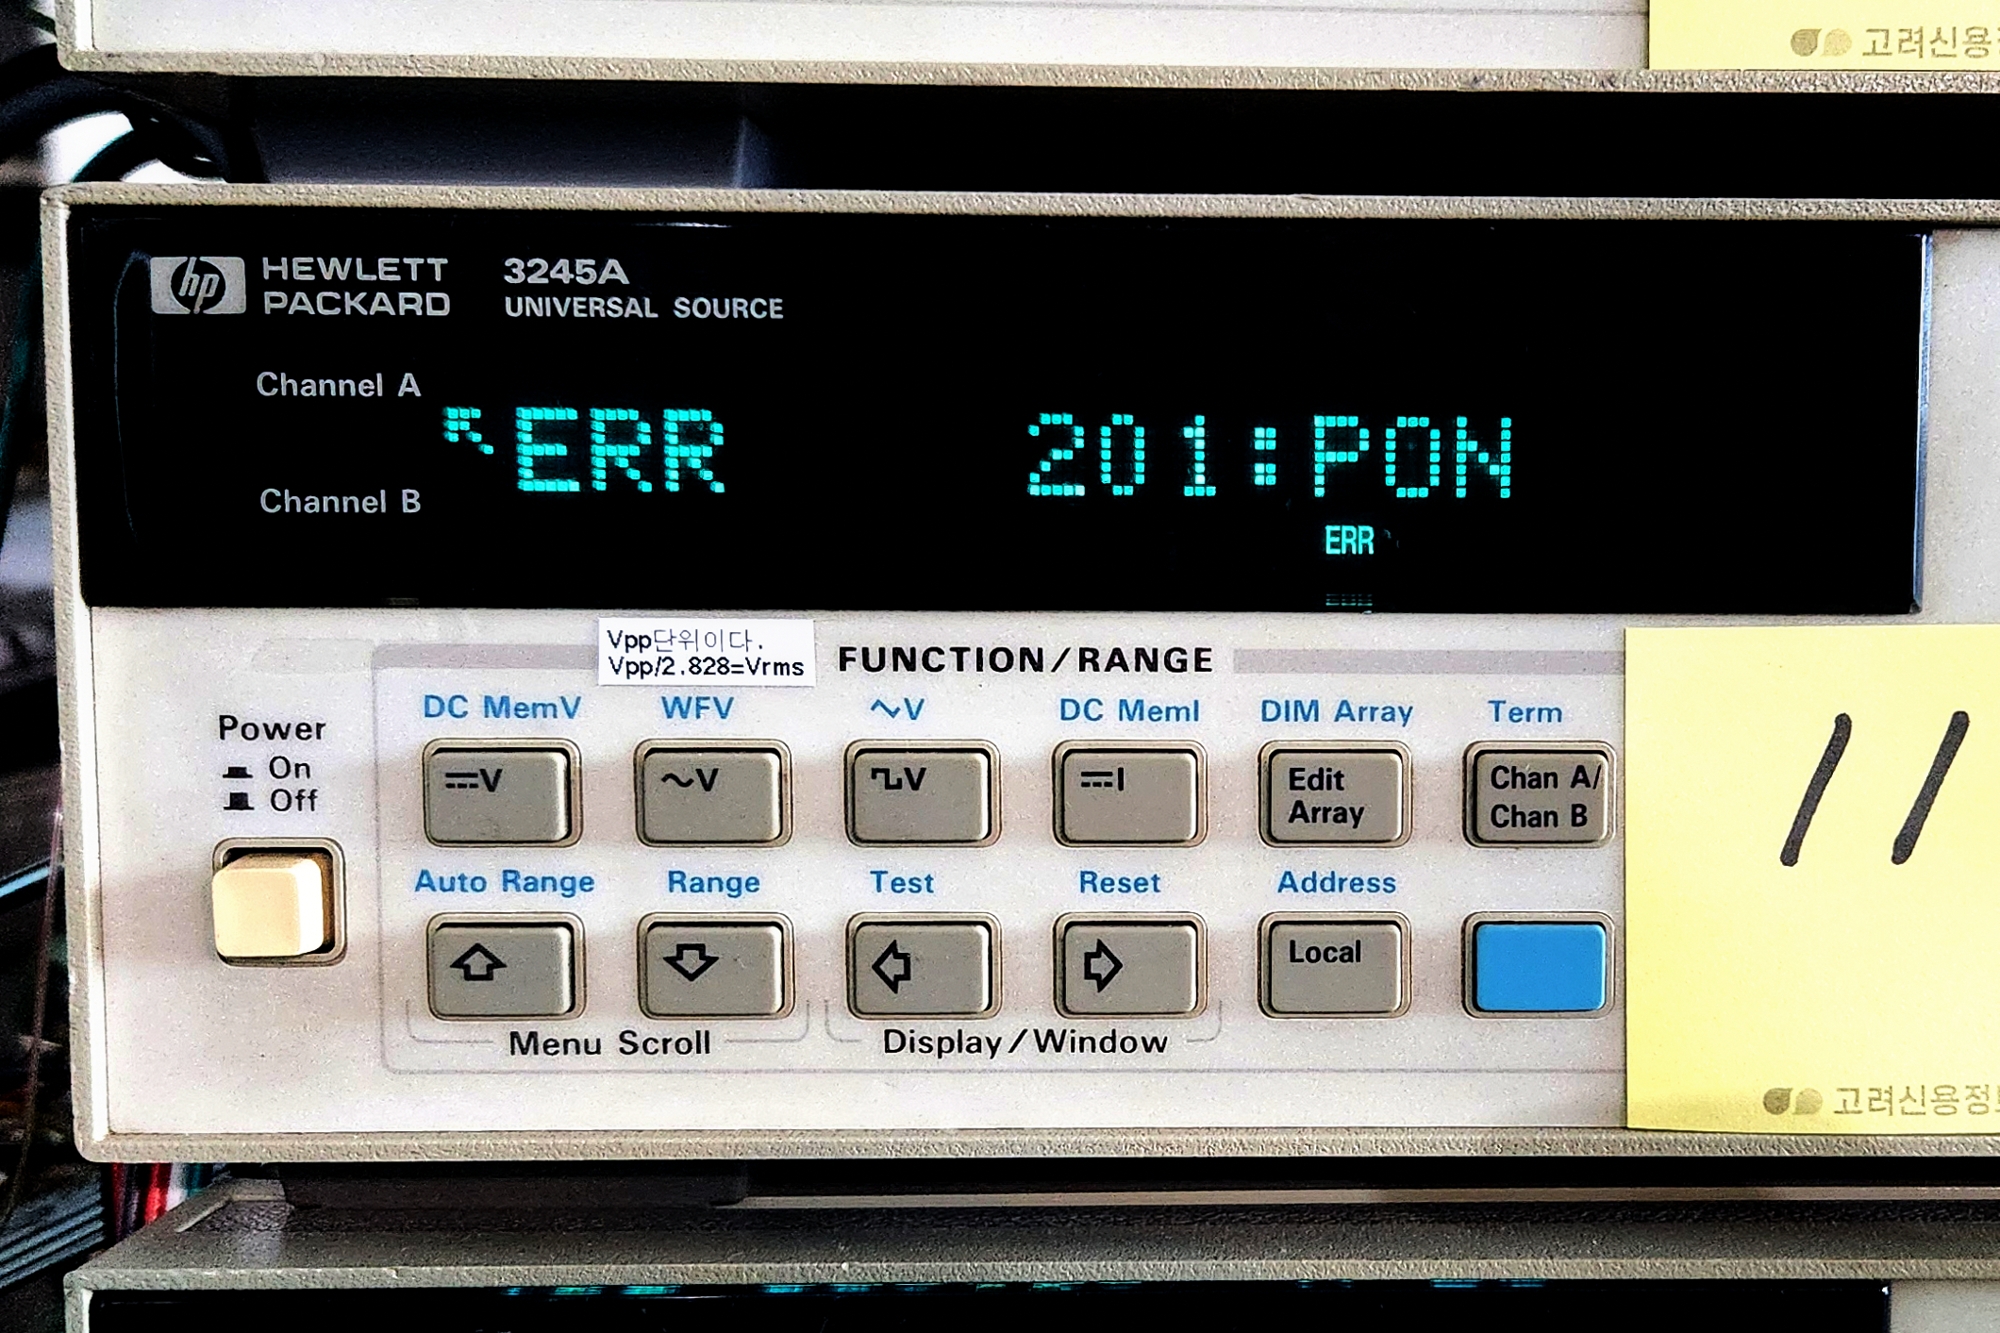 고려신용
hp HEWLETT PACKARD
3245A
UNIVERSAL SOURCE
Channel A
ERR 201:PON
Channel B
ERR
Vpp단위이다.
Vpp/2.828=Vrms
FUNCTION/RANGE
DC MemV WFV ∿V DC MemI DIM Array Term
Power
On
Off
⎓V ~V V ⎓I Edit Array Chan A/ Chan B
11
Auto Range Range Test Reset Address
Local
Menu Scroll Display/Window
고려신용정보